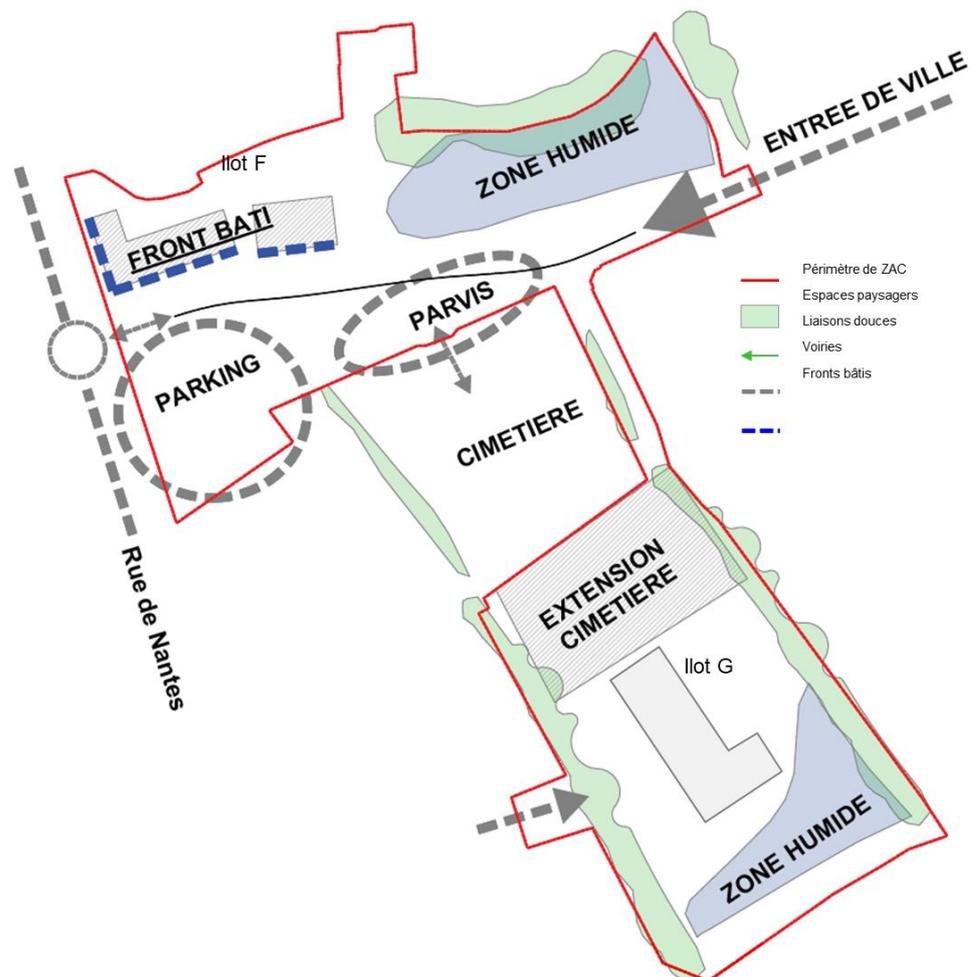 ENTREE DE VILLE
ZONE HUMIDE
Ilot F
FRONT BATI
PARVIS
PARKING
CIMETIERE
Périmètre de ZAC
Espaces paysagers
Liaisons douces
Voiries
Fronts bâtis
Rue de Nantes
EXTENSION
CIMETIERE
Ilot G
ZONE HUMIDE